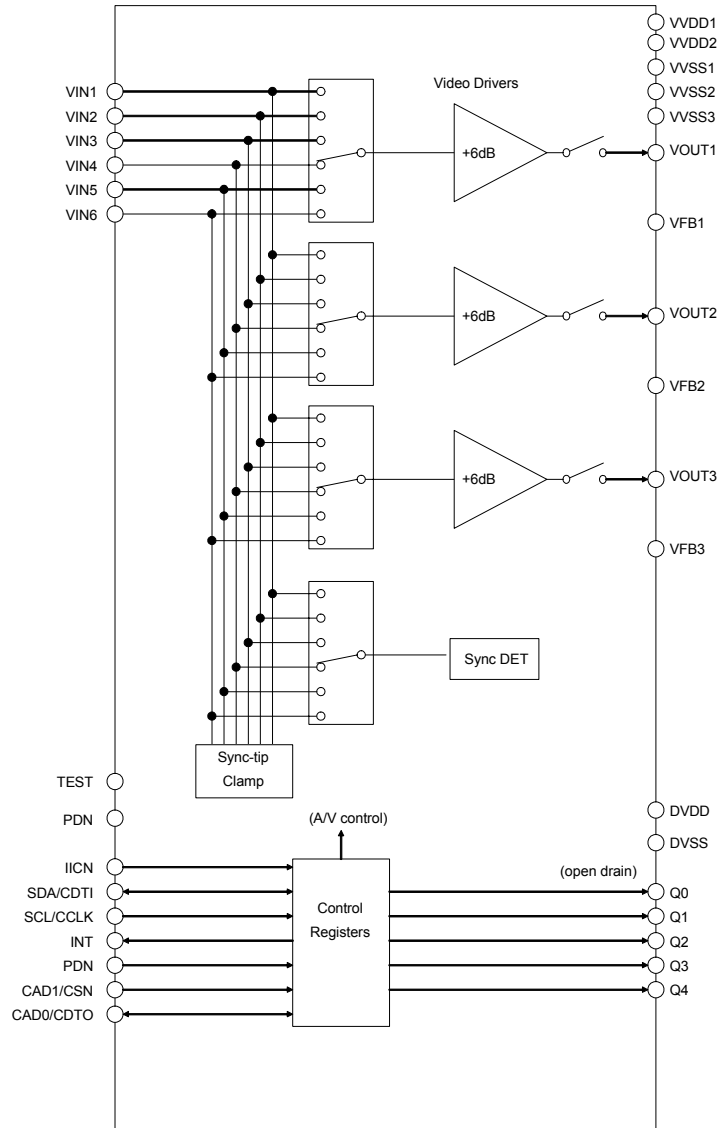 VVDD1
VVDD2
VVSS1
VIN1
Video Drivers
VVSS2
VIN2
VVSS3
VIN3
+6dB
VOUT1
VIN4
VIN5
VIN6
VFB1
+6dB
VOUT2
VFB2
+6dB
VOUT3
VFB3
Sync DET
Sync-tip
Clamp
TEST
PDN
(A/V control)
DVDD
DVSS
IICN
(open drain)
SDA/CDTI
Q0
SCL/CCLK
Control
Registers
Q1
INT
Q2
PDN
Q3
CAD1/CSN
Q4
CAD0/CDTO